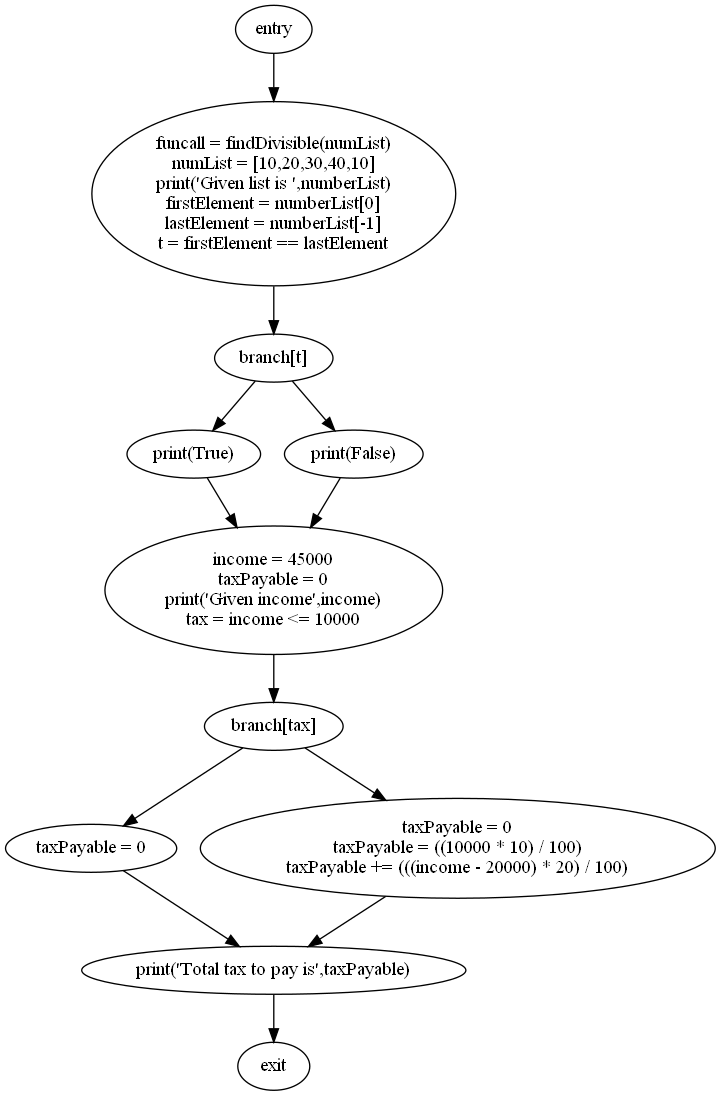 entry
funcall = findDivisible(numList)
numList = [10,20,30,40,10]
print('Given list is ',numberList)
firstElement = numberList[0]
lastElement = numberList[-1]
t = firstElement == lastElement
branch[t]
print(True)
print(False)
income = 45000
taxPayable = 0
print('Given income',income)
tax = income <= 10000
branch[tax]
taxPayable = 0
taxPayable = 0
taxPayable = ((10000 * 10) / 100)
taxPayable += (((income - 20000) * 20) / 100)
print('Total tax to pay is',taxPayable)
exit